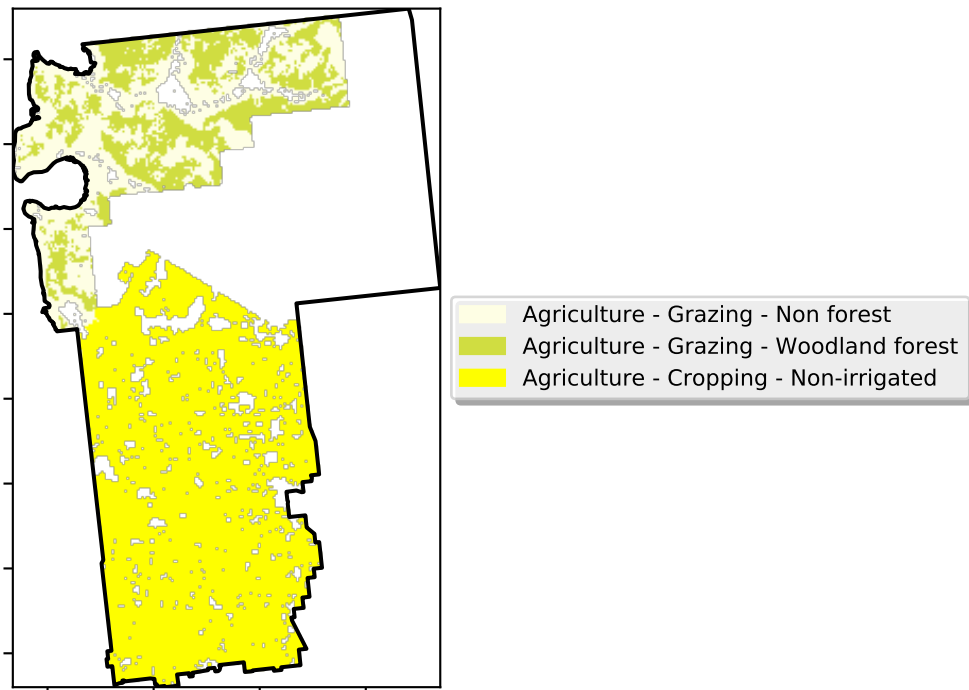 Agriculture - Grazing - Non forest
Agriculture - Grazing - Woodland forest
Agriculture - Cropping - Non-irrigated